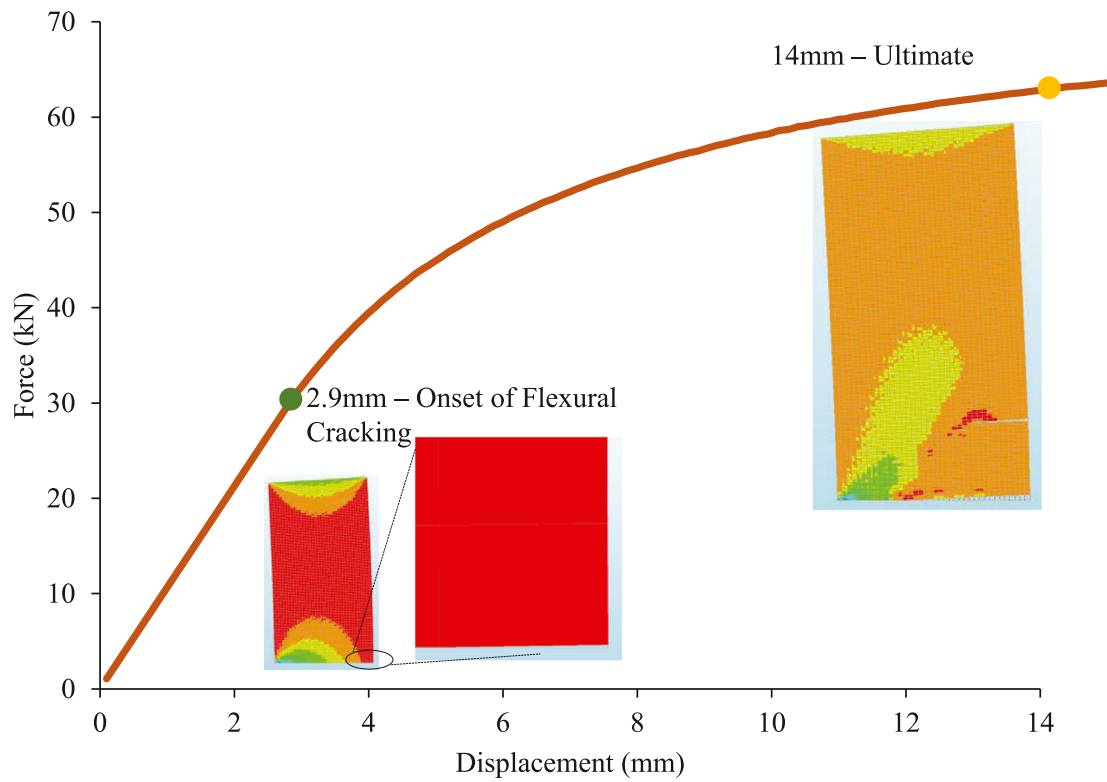 70
14mm – Ultimate
60
50
40
30
2.9mm – Onset of Flexural
Cracking
20
10
0
Force (kN)
0 2 4 6 8 10 12 14
Displacement (mm)